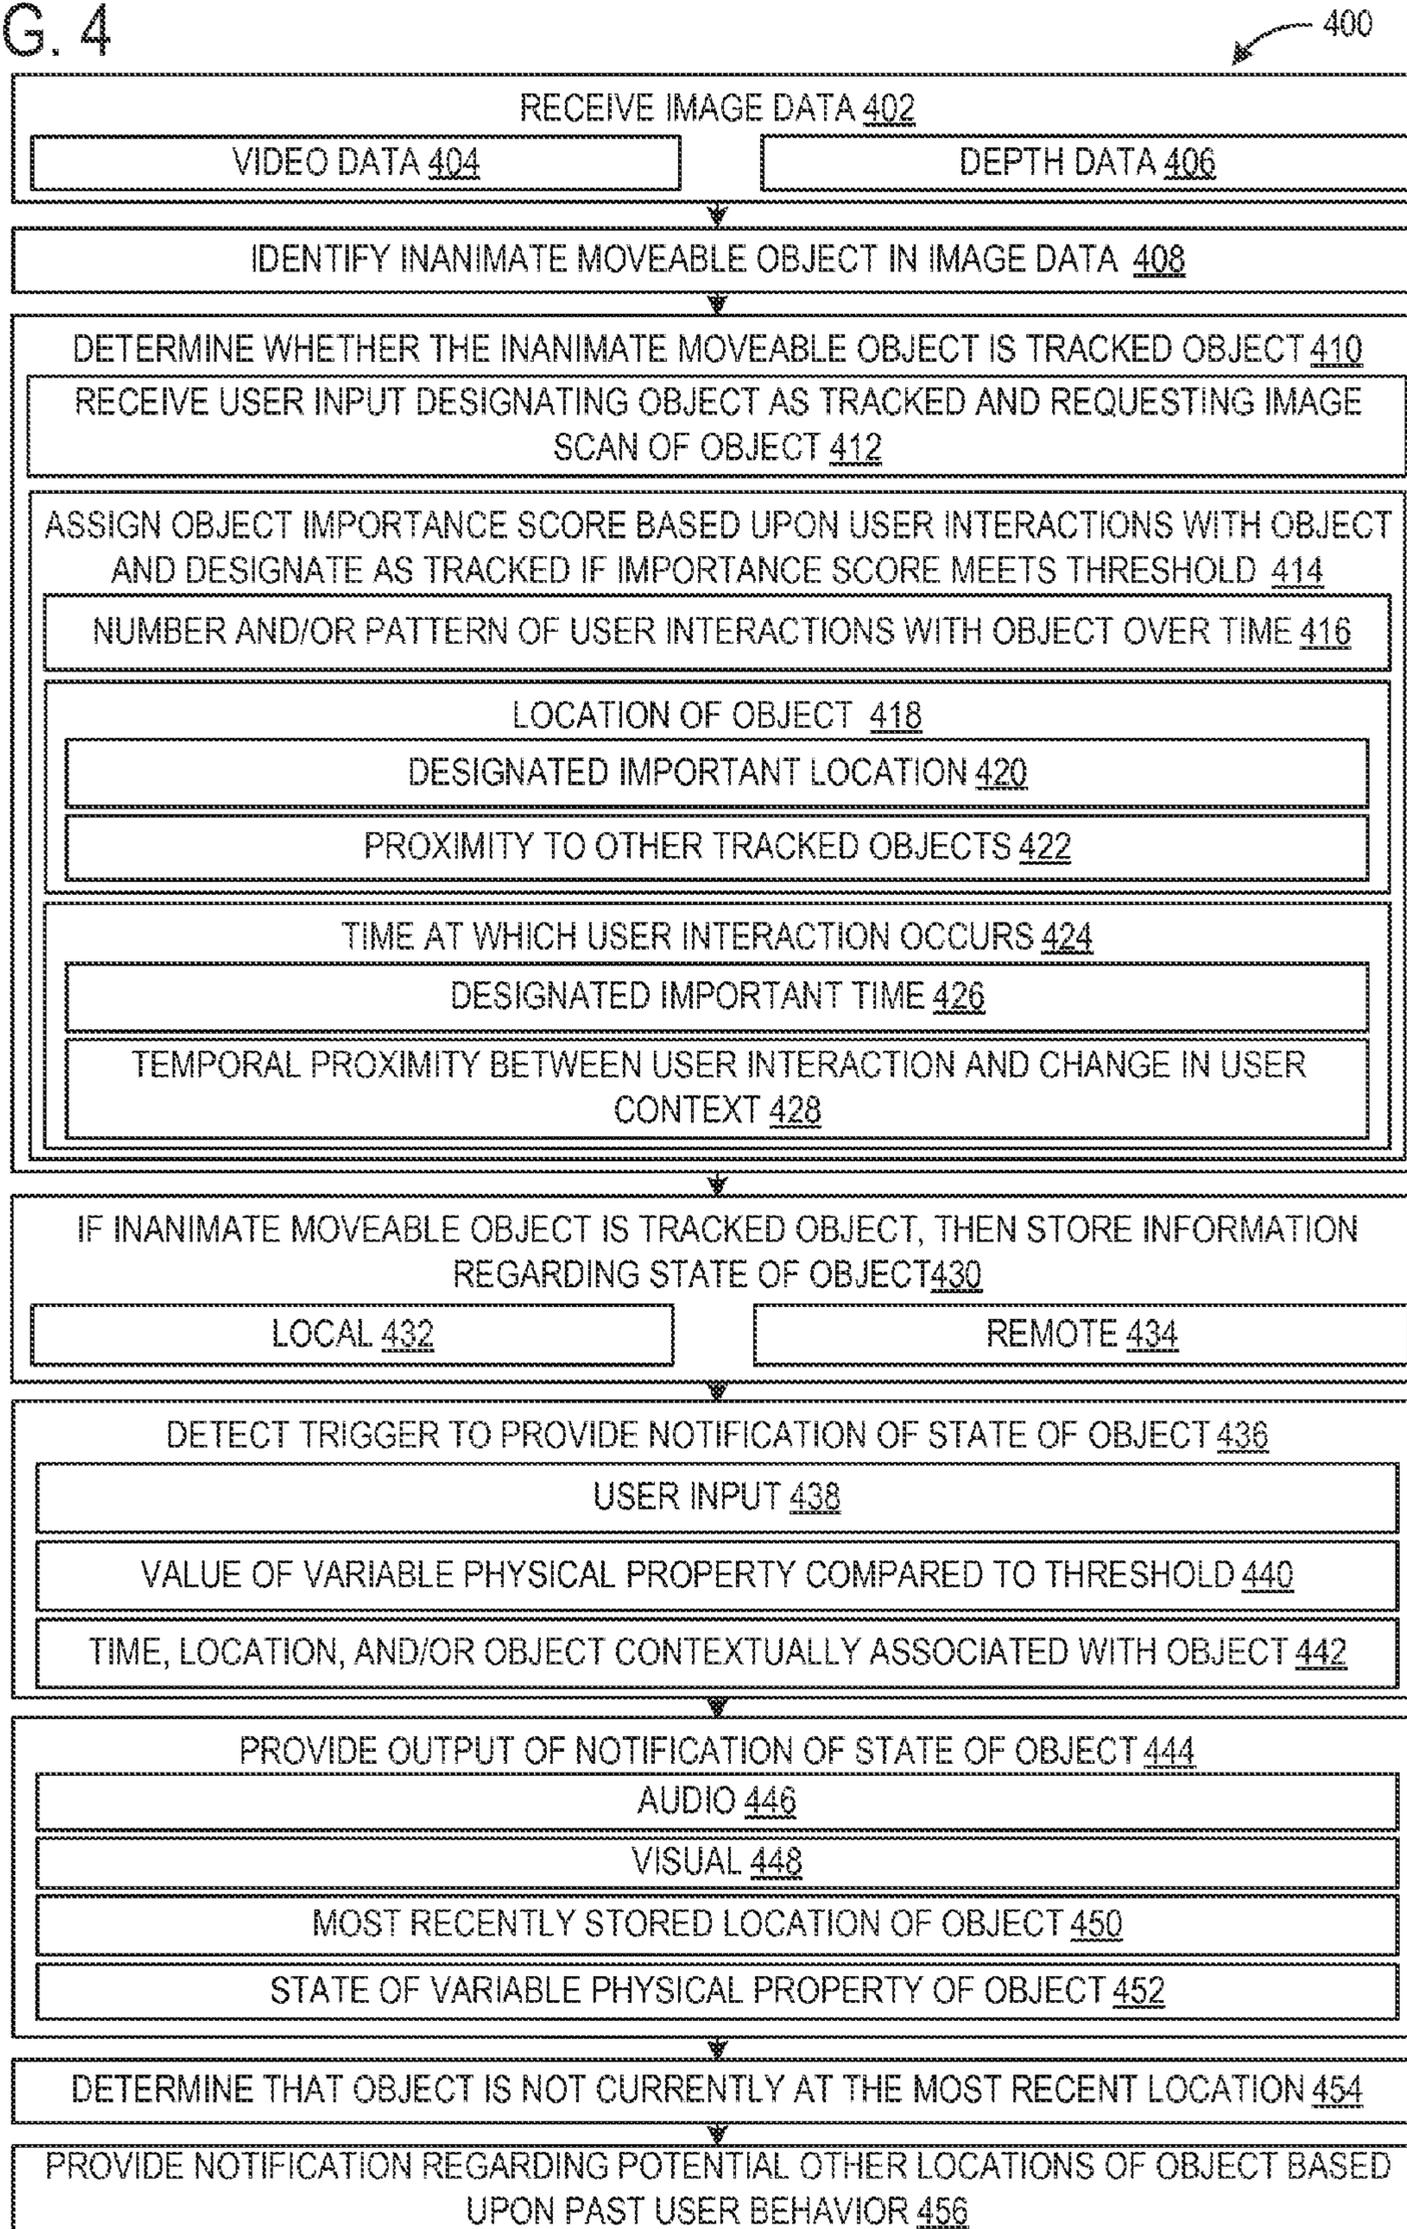 G. 4
400
RECEIVE IMAGE DATA 402
VIDEO DATA 404
DEPTH DATA 406
IDENTIFY INANIMATE MOVEABLE OBJECT IN IMAGE DATA 408
DETERMINE WHETHER THE INANIMATE MOVEABLE OBJECT IS TRACKED OBJECT 410
RECEIVE USER INPUT DESIGNATING OBJECT AS TRACKED AND REQUESTING IMAGE
SCAN OF OBJECT 412
ASSIGN OBJECT IMPORTANCE SCORE BASED UPON USER INTERACTIONS WITH OBJECT
AND DESIGNATE AS TRACKED IF IMPORTANCE SCORE MEETS THRESHOLD 414
NUMBER AND/OR PATTERN OF USER INTERACTIONS WITH OBJECT OVER TIME 416
LOCATION OF OBJECT 418
DESIGNATED IMPORTANT LOCATION 420
PROXIMITY TO OTHER TRACKED OBJECTS 422
TIME AT WHICH USER INTERACTION OCCURS 424
DESIGNATED IMPORTANT TIME 426
TEMPORAL PROXIMITY BETWEEN USER INTERACTION AND CHANGE IN USER
CONTEXT 428
IF INANIMATE MOVEABLE OBJECT IS TRACKED OBJECT, THEN STORE INFORMATION
REGARDING STATE OF OBJECT430
LOCAL 432
REMOTE 434
DETECT TRIGGER TO PROVIDE NOTIFICATION OF STATE OF OBJECT 436
USER INPUT 438
VALUE OF VARIABLE PHYSICAL PROPERTY COMPARED TO THRESHOLD 440
TIME, LOCATION, AND/OR OBJECT CONTEXTUALLY ASSOCIATED WITH OBJECT 442
PROVIDE OUTPUT OF NOTIFICATION OF STATE OF OBJECT 444
AUDIO 446
VISUAL 448
MOST RECENTLY STORED LOCATION OF OBJECT 450
STATE OF VARIABLE PHYSICAL PROPERTY OF OBJECT 452
DETERMINE THAT OBJECT IS NOT CURRENTLY AT THE MOST RECENT LOCATION 454
PROVIDE NOTIFICATION REGARDING POTENTIAL OTHER LOCATIONS OF OBJECT BASED
UPON PAST USER BEHAVIOR 456